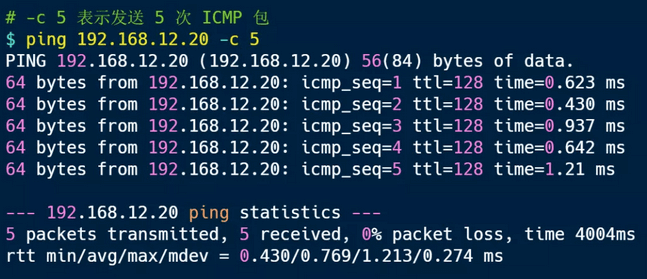 # -c 5 表示发送 5 次 ICMP 包
$ ping 192.168.12.20 -c 5
PING 192.168.12.20 (192.168.12.20) 56(84) bytes of data.
64 bytes from 192.168.12.20: icmp_seq=1 ttl=128 time=0.623 ms
64 bytes from 192.168.12.20: icmp_seq=2 ttl=128 time=0.430 ms
64 bytes from 192.168.12.20: icmp_seq=3 ttl=128 time=0.937 ms
64 bytes from 192.168.12.20: icmp_seq=4 ttl=128 time=0.642 ms
64 bytes from 192.168.12.20: icmp_seq=5 ttl=128 time=1.21 ms
--- 192.168.12.20 ping statistics ---
5 packets transmitted, 5 received, 0% packet loss, time 4004ms
rtt min/avg/max/mdev = 0.430/0.769/1.213/0.274 ms